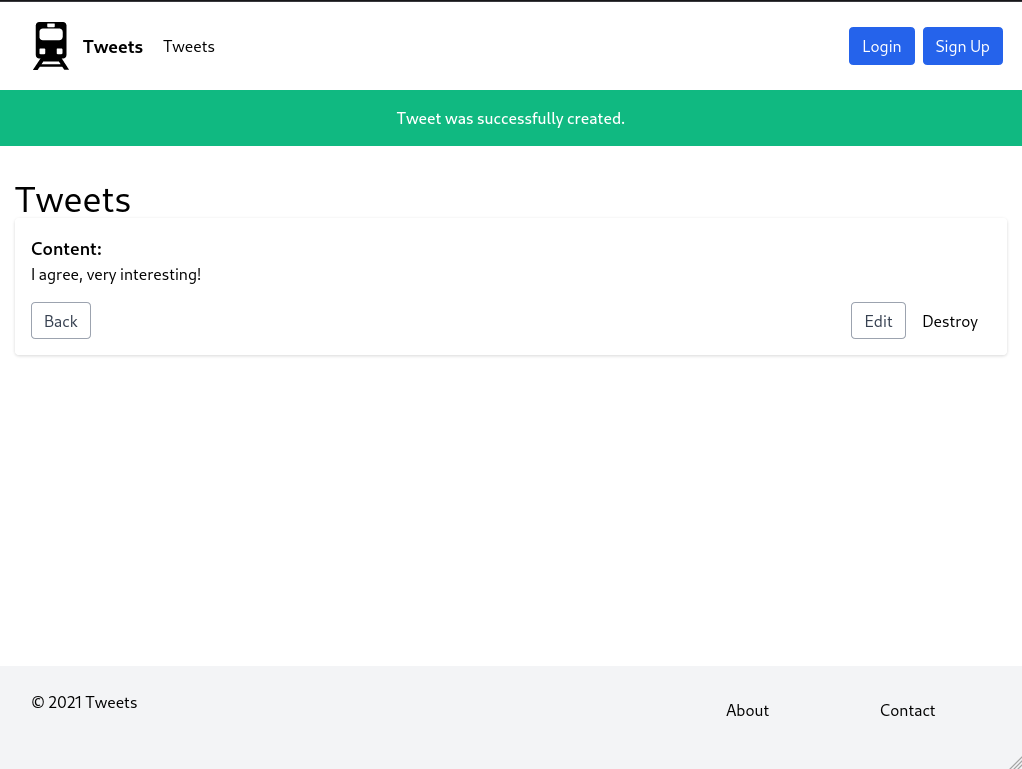 Tweets Tweets Login Sign Up
Tweet was successfully created.
Tweets
Content:
I agree, very interesting!
Back Edit Destroy
© 2021 Tweets About Contact